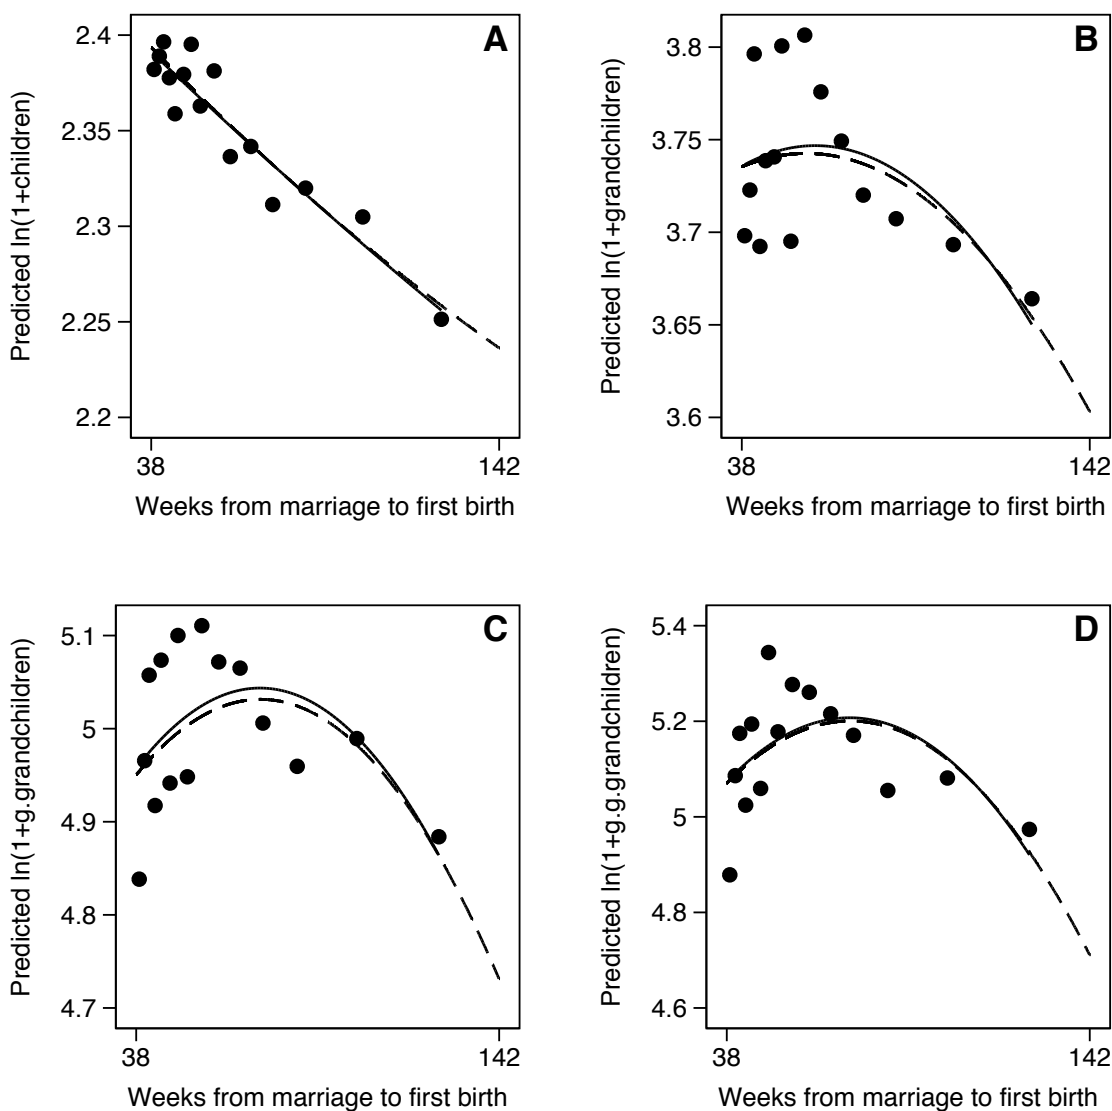 A
Predicted ln(1+children)
2.4
2.35
2.3
2.25
2.2
38
142
Weeks from marriage to first birth
B
Predicted ln(1+grandchildren)
3.8
3.75
3.7
3.65
3.6
38
142
Weeks from marriage to first birth
C
Predicted ln(1+g.grandchildren)
5.1
5
4.9
4.8
4.7
38
142
Weeks from marriage to first birth
D
Predicted ln(1+g.g.grandchildren)
5.4
5.2
5
4.8
4.6
38
142
Weeks from marriage to first birth